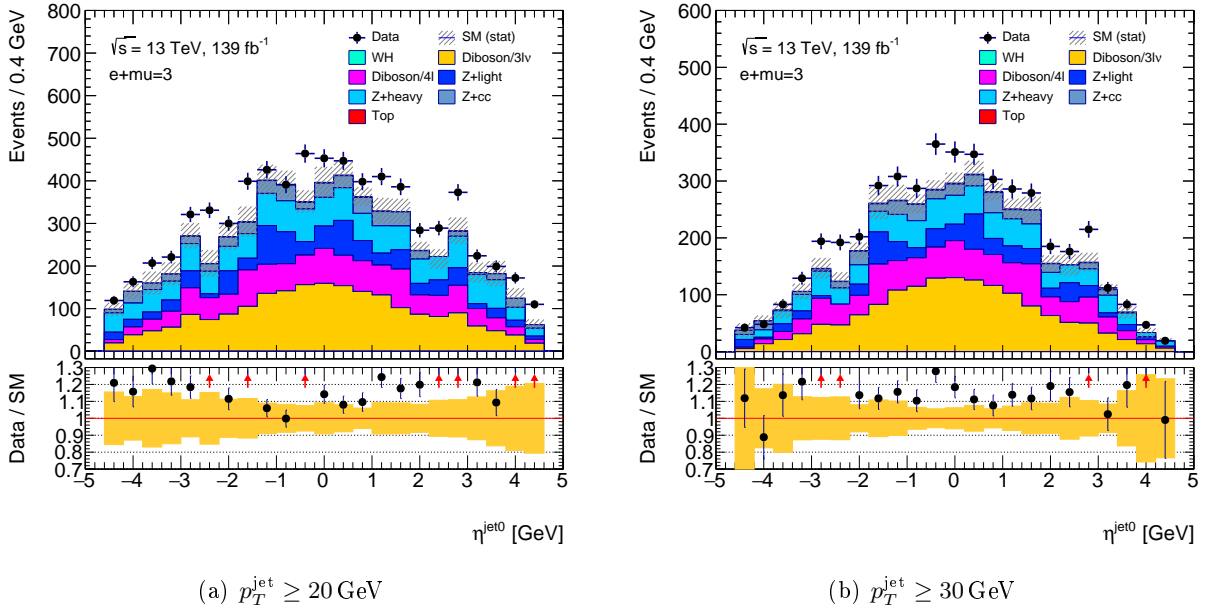 Events / 0.4 GeV
800
700
600
500
400
300
200
100
0
√s = 13 TeV, 139 fb-1
e+mu=3
Data
SM (stat)
WH
Diboson/3lν
Diboson/4l
Z+light
Z+heavy
Z+cc
Top
Data / SM
1.3
1.2
1.1
1
0.9
0.8
0.7
−5 −4 −3 −2 −1 0 1 2 3 4 5
η^jet0 [GeV]
(a) p_T^jet ≥ 20 GeV
Events / 0.4 GeV
600
500
400
300
200
100
0
√s = 13 TeV, 139 fb-1
e+mu=3
Data
SM (stat)
WH
Diboson/3lν
Diboson/4l
Z+light
Z+heavy
Z+cc
Top
Data / SM
1.3
1.2
1.1
1
0.9
0.8
0.7
−5 −4 −3 −2 −1 0 1 2 3 4 5
η^jet0 [GeV]
(b) p_T^jet ≥ 30 GeV